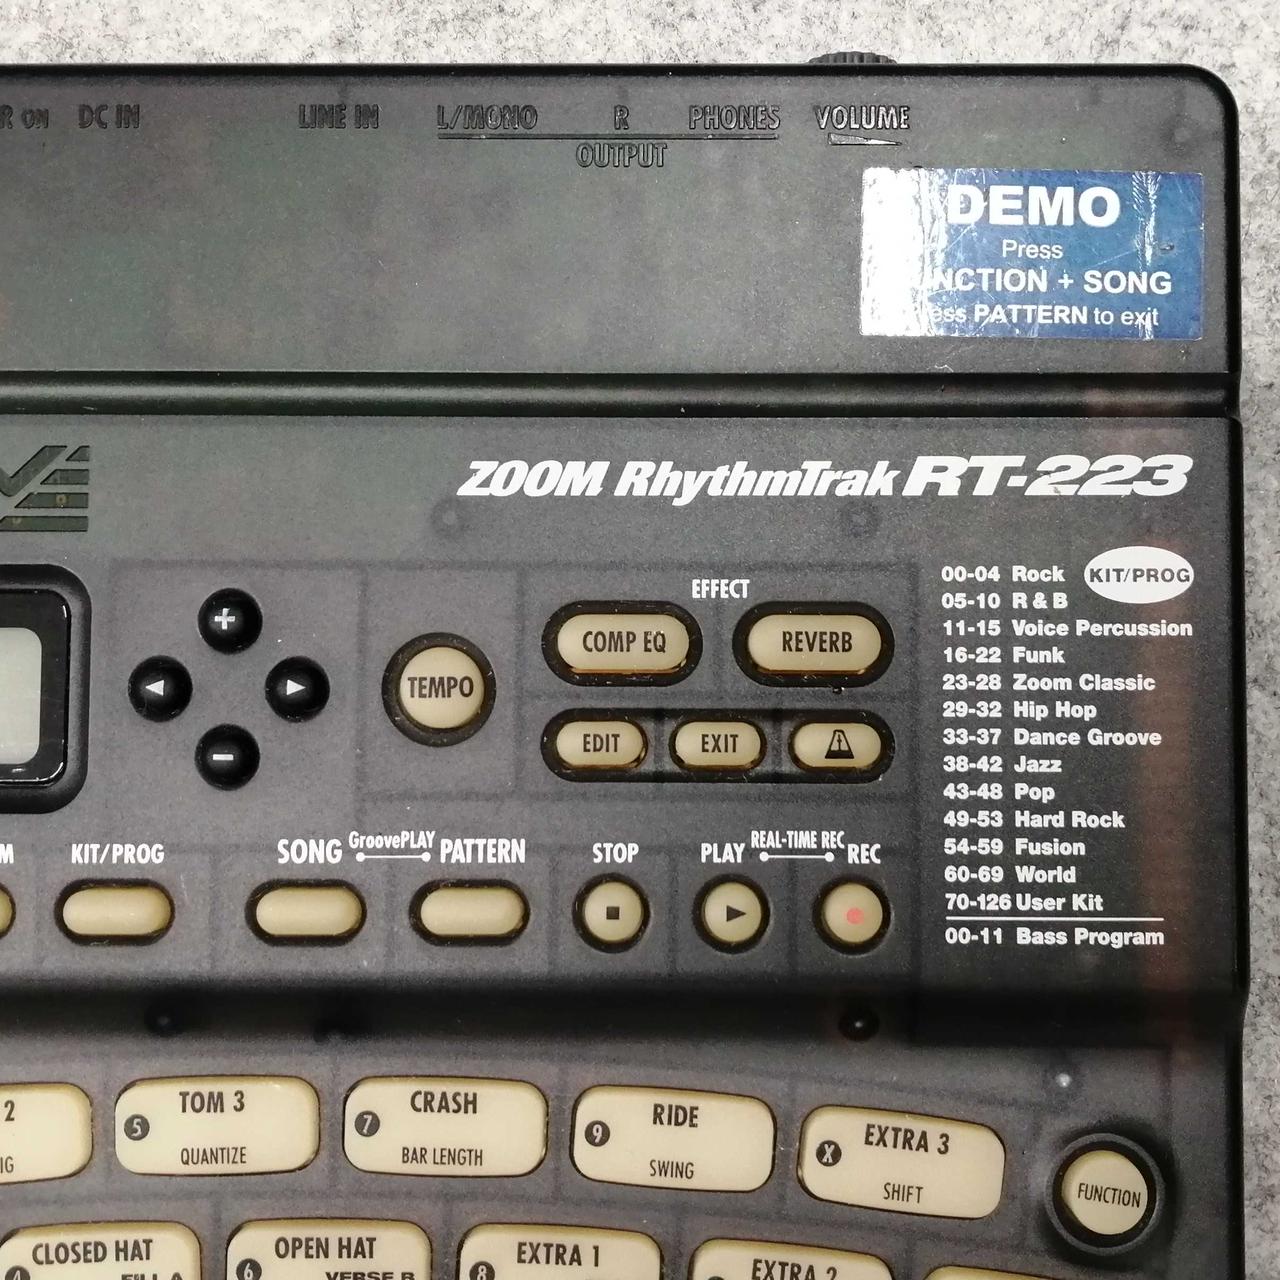 R ON DC IN LINE IN L/MONO R PHONES VOLUME
OUTPUT
DEMO
Press
NCTION + SONG
ess PATTERN to exit
ZOOM RhythmTrak RT-223
EFFECT
COMP EQ REVERB
TEMPO
EDIT EXIT
00-04 Rock KIT/PROG
05-10 R & B
11-15 Voice Percussion
16-22 Funk
23-28 Zoom Classic
29-32 Hip Hop
33-37 Dance Groove
38-42 Jazz
43-48 Pop
49-53 Hard Rock
54-59 Fusion
60-69 World
70-126 User Kit
00-11 Bass Program
M KIT/PROG SONG GroovePLAY PATTERN STOP PLAY REAL-TIME REC REC
2 5 TOM 3 7 CRASH 9 RIDE X EXTRA 3
IG QUANTIZE BAR LENGTH SWING SHIFT
FUNCTION
CLOSED HAT OPEN HAT EXTRA 1 EXTRA 2
4 FILL A 6 VERSE B 8